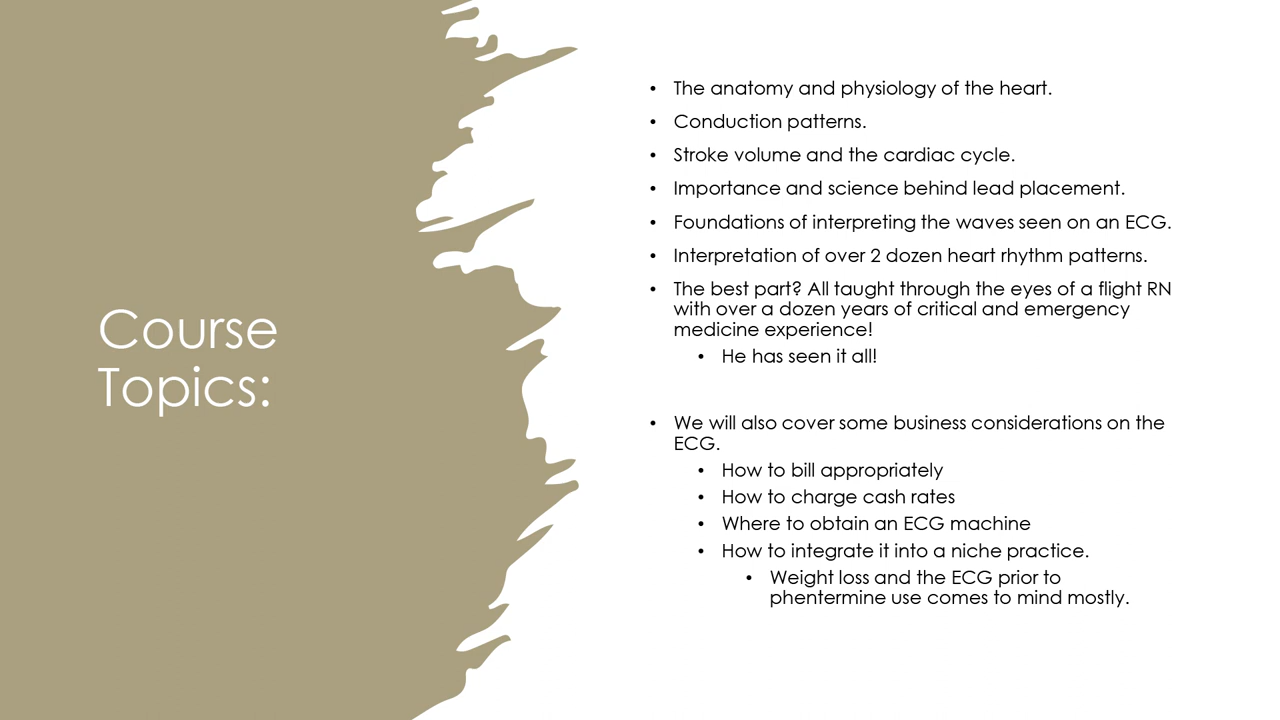 Course
Topics:
• The anatomy and physiology of the heart.
• Conduction patterns.
• Stroke volume and the cardiac cycle.
• Importance and science behind lead placement.
• Foundations of interpreting the waves seen on an ECG.
• Interpretation of over 2 dozen heart rhythm patterns.
• The best part? All taught through the eyes of a flight RN
with over a dozen years of critical and emergency
medicine experience!
• He has seen it all!
• We will also cover some business considerations on the
ECG.
• How to bill appropriately
• How to charge cash rates
• Where to obtain an ECG machine
• How to integrate it into a niche practice.
• Weight loss and the ECG prior to
phentermine use comes to mind mostly.